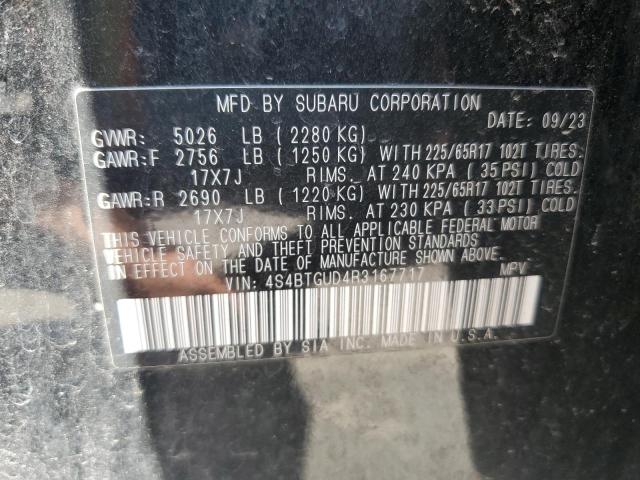 MFD BY SUBARU CORPORATION
DATE: 09/23
GVWR: 5026 LB (2280 KG)
GAWR:F 2756 LB (1250 KG) WITH 225/65R17 102T TIRES.
17X7J RIMS. AT 240 KPA (35 PSI) COLD
GAWR:R 2690 LB (1220 KG) WITH 225/65R17 102T TIRES.
17X7J RIMS. AT 230 KPA (33 PSI) COLD
THIS VEHICLE CONFORMS TO ALL APPLICABLE FEDERAL MOTOR
VEHICLE SAFETY AND THEFT PREVENTION STANDARDS
IN EFFECT ON THE DATE OF MANUFACTURE SHOWN ABOVE.
VIN: 4S4BTGUD4R3167717 MPV
ASSEMBLED BY SIA INC. MADE IN U.S.A.